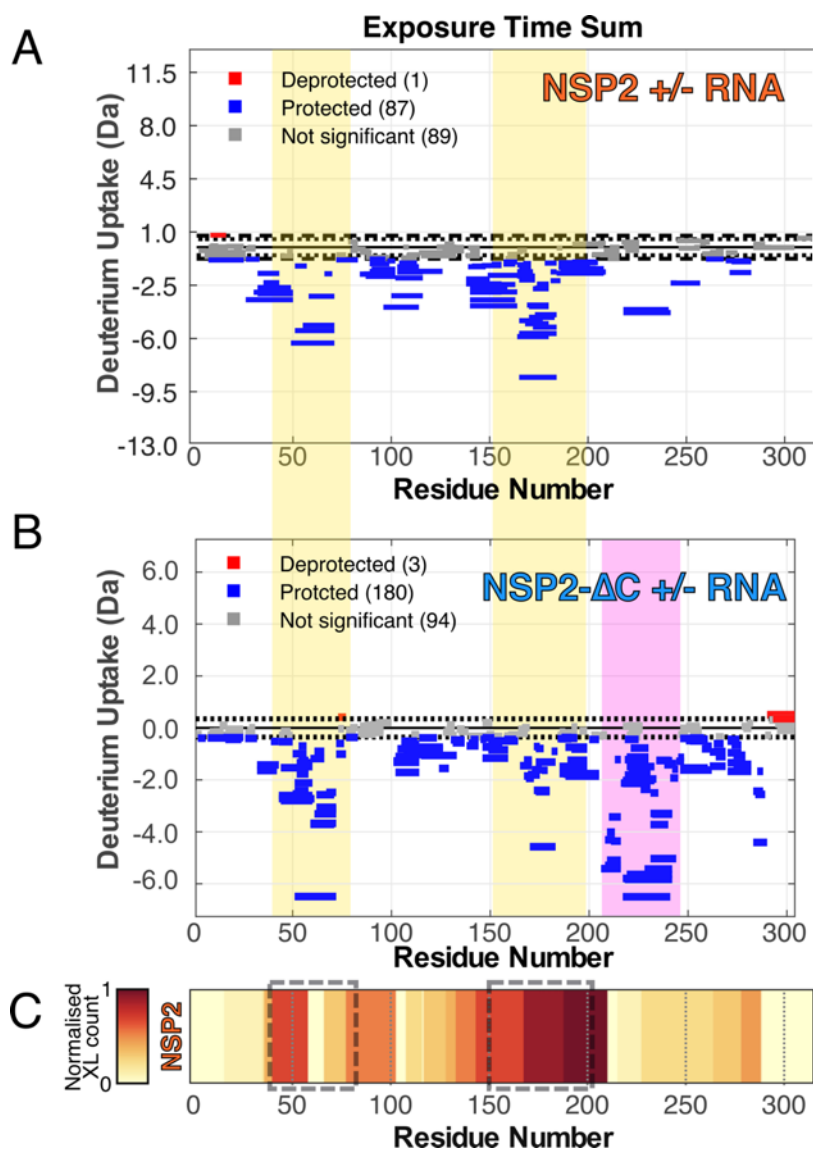 A
Exposure Time Sum
NSP2 +/- RNA
Deprotected (1)
Protected (87)
Not significant (89)
Deuterium Uptake (Da)
11.5
8.0
4.5
1.0
-2.5
-6.0
-9.5
-13.0
0 50 100 150 200 250 300
Residue Number
B
NSP2-ΔC +/- RNA
Deprotected (3)
Protcted (180)
Not significant (94)
Deuterium Uptake (Da)
6.0
4.0
2.0
0.0
-2.0
-4.0
-6.0
0 50 100 150 200 250 300
Residue Number
C
Normalised
XL count
1
0
NSP2
0 50 100 150 200 250 300
Residue Number